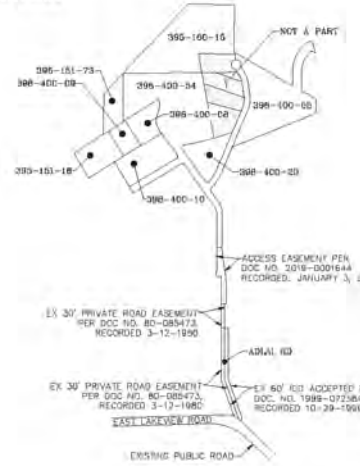 NOT A PART
395-160-15
395-151-73
398-400-09
398-400-54
398-400-08
398-400-55
395-151-16
398-400-20
398-400-10
ACCESS EASEMENT PER
DOC NO. 2019-0001644
RECORDED, JANUARY 3,
EX 30' PRIVATE ROAD EASEMENT
PER DOC NO. 80-085473,
RECORDED 3-12-1980
ADLAI RD
EX 30' PRIVATE ROAD EASEMENT
PER DOC NO. 80-085473,
RECORDED 3-12-1980
EX 60' IOD ACCEPTED
DOC. NO. 1999-
RECORDED 10-29-199
EAST LAKEVIEW ROAD
EXISTING PUBLIC ROAD